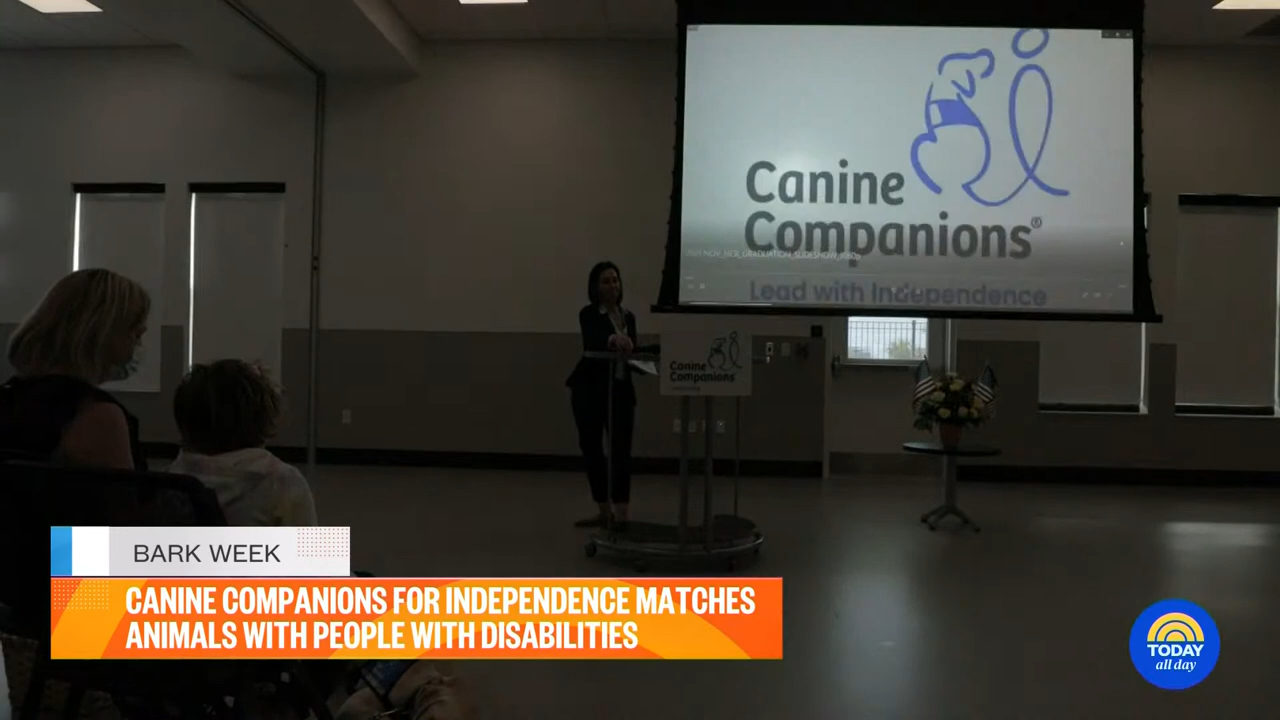 Canine
Companions®
Lead with Independence
Canine
Companions®
BARK WEEK
CANINE COMPANIONS FOR INDEPENDENCE MATCHES
ANIMALS WITH PEOPLE WITH DISABILITIES
TODAY
all day